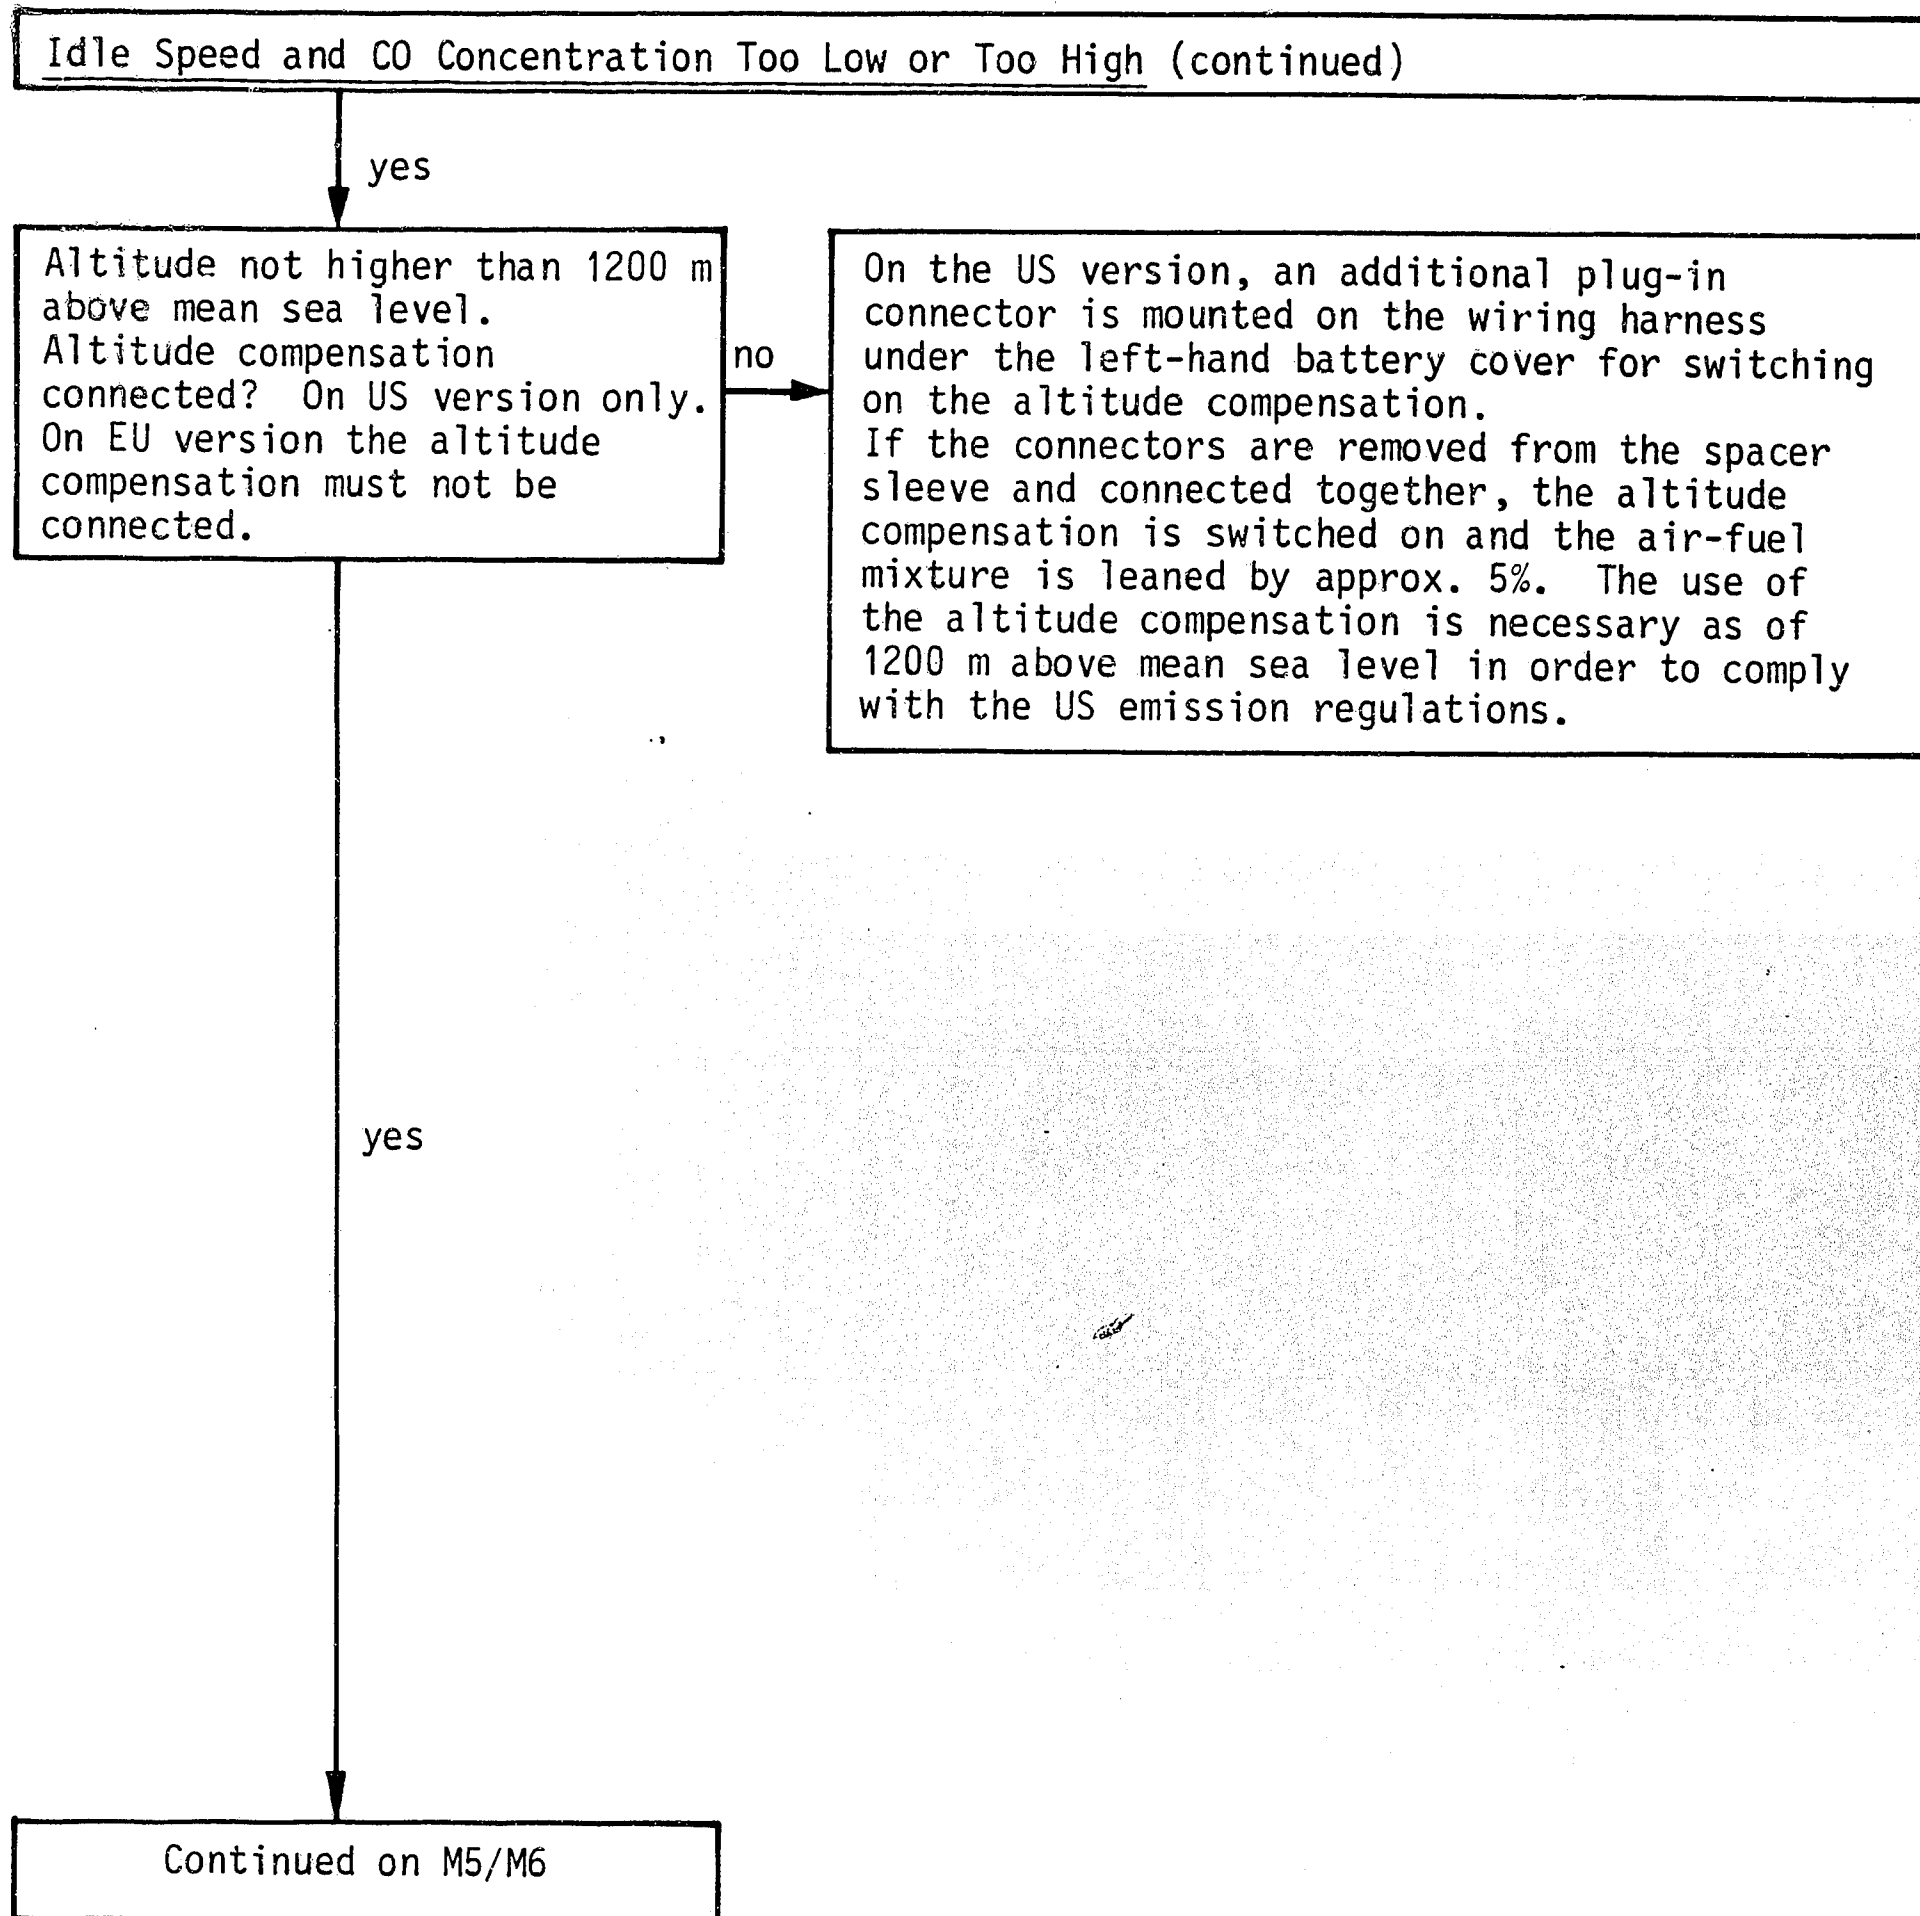 Idle Speed and CO Concentration Too Low or Too High (continued)
yes
Altitude not higher than 1200 m
above mean sea level.
Altitude compensation
connected? On US version only.
On EU version the altitude
compensation must not be
connected.
no
On the US version, an additional plug-in
connector is mounted on the wiring harness
under the left-hand battery cover for switching
on the altitude compensation.
If the connectors are removed from the spacer
sleeve and connected together, the altitude
compensation is switched on and the air-fuel
mixture is leaned by approx. 5%. The use of
the altitude compensation is necessary as of
1200 m above mean sea level in order to comply
with the US emission regulations.
yes
Continued on M5/M6